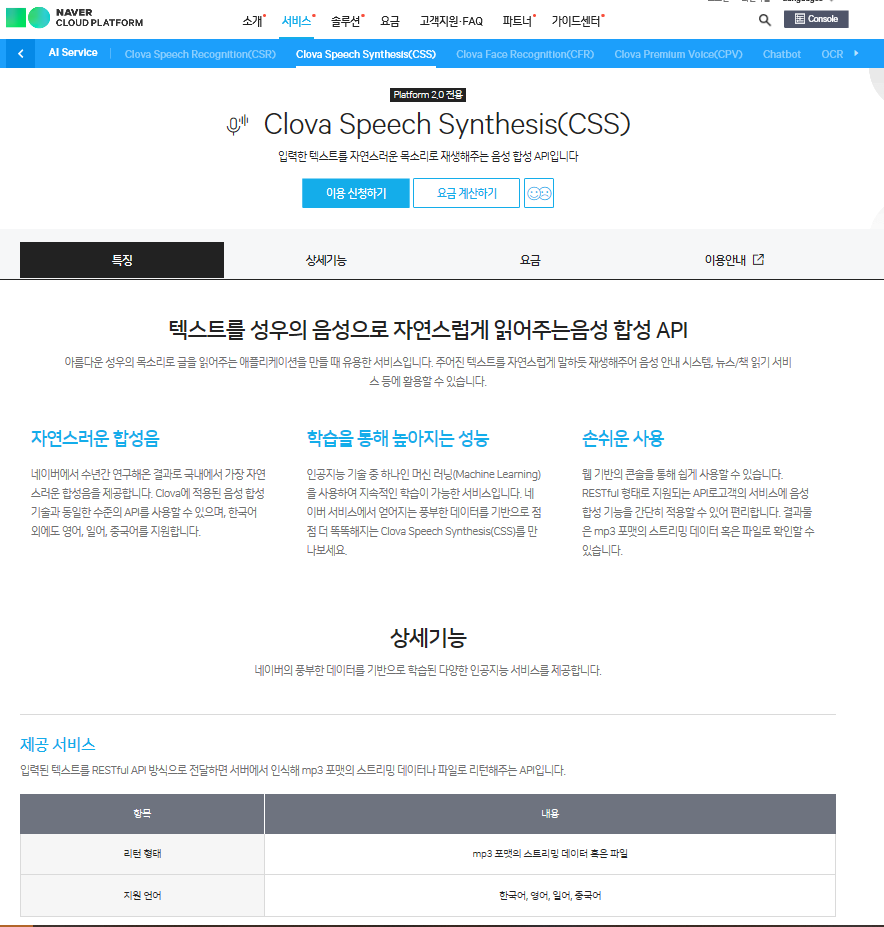 NAVER
CLOUD PLATFORM
소개 서비스 솔루션 요금 고객지원·FAQ 파트너 가이드센터
Console
AI Service Clova Speech Recognition(CSR) Clova Speech Synthesis(CSS) Clova Face Recognition(CFR) Clova Premium Voice(CPV) Chatbot OCR
Platform 2.0 전용
Clova Speech Synthesis(CSS)
입력한 텍스트를 자연스러운 목소리로 재생해주는 음성 합성 API입니다
이용 신청하기 요금 계산하기
특징 상세기능 요금 이용안내
텍스트를 성우의 음성으로 자연스럽게 읽어주는음성 합성 API
아름다운 성우의 목소리로 글을 읽어주는 애플리케이션을 만들 때 유용한 서비스입니다. 주어진 텍스트를 자연스럽게 말하듯 재생해주어 음성 안내 시스템, 뉴스/책 읽기 서비
스 등에 활용할 수 있습니다.
자연스러운 합성음
네이버에서 수년간 연구해온 결과로 국내에서 가장 자연
스러운 합성음을 제공합니다. Clova에 적용된 음성 합성
기술과 동일한 수준의 API를 사용할 수 있으며, 한국어
외에도 영어, 일어, 중국어를 지원합니다.
학습을 통해 높아지는 성능
인공지능 기술 중 하나인 머신 러닝(Machine Learning)
을 사용하여 지속적인 학습이 가능한 서비스입니다. 네
이버 서비스에서 얻어지는 풍부한 데이터를 기반으로 점
점 더 똑똑해지는 Clova Speech Synthesis(CSS)를 만
나보세요.
손쉬운 사용
웹 기반의 콘솔을 통해 쉽게 사용할 수 있습니다.
RESTful 형태로 지원되는 API로고객의 서비스에 음성
합성 기능을 간단히 적용할 수 있어 편리합니다. 결과물
은 mp3 포맷의 스트리밍 데이터 혹은 파일로 확인할 수
있습니다.
상세기능
네이버의 풍부한 데이터를 기반으로 학습된 다양한 인공지능 서비스를 제공합니다.
제공 서비스
입력된 텍스트를 RESTful API 방식으로 전달하면 서버에서 인식해 mp3 포맷의 스트리밍 데이터나 파일로 리턴해주는 API입니다.
항목 내용
리턴 형태 mp3 포맷의 스트리밍 데이터 혹은 파일
지원 언어 한국어, 영어, 일어, 중국어